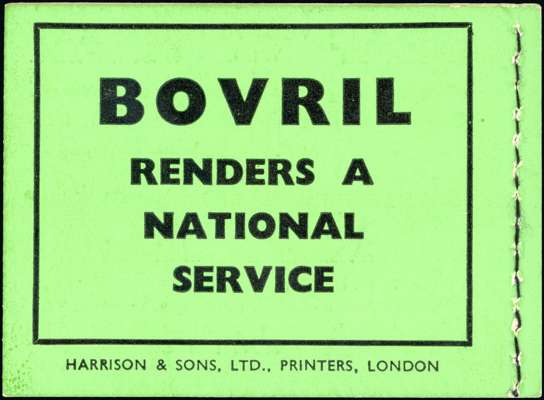 BOVRIL
RENDERS A
NATIONAL
SERVICE
HARRISON & SONS, LTD., PRINTERS, LONDON